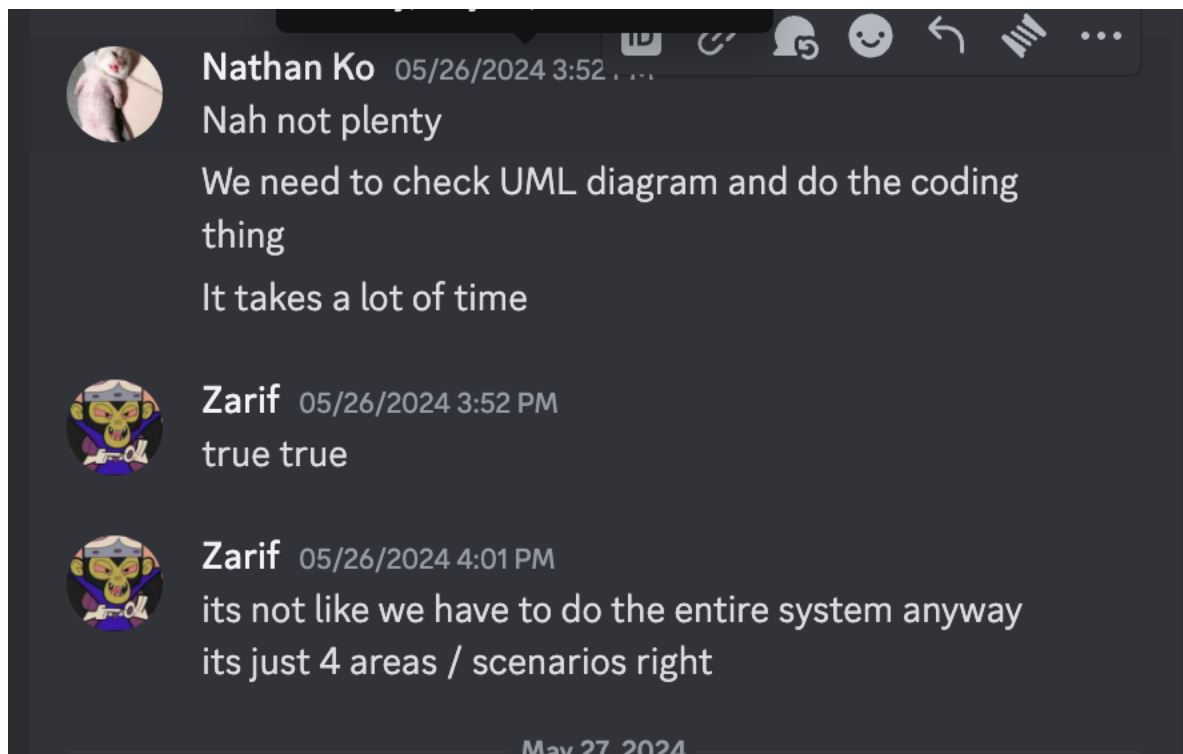 ID
Nathan Ko 05/26/2024 3:52
Nah not plenty
We need to check UML diagram and do the coding
thing
It takes a lot of time
Zarif 05/26/2024 3:52 PM
true true
Zarif 05/26/2024 4:01 PM
its not like we have to do the entire system anyway
its just 4 areas / scenarios right
May 27, 2024